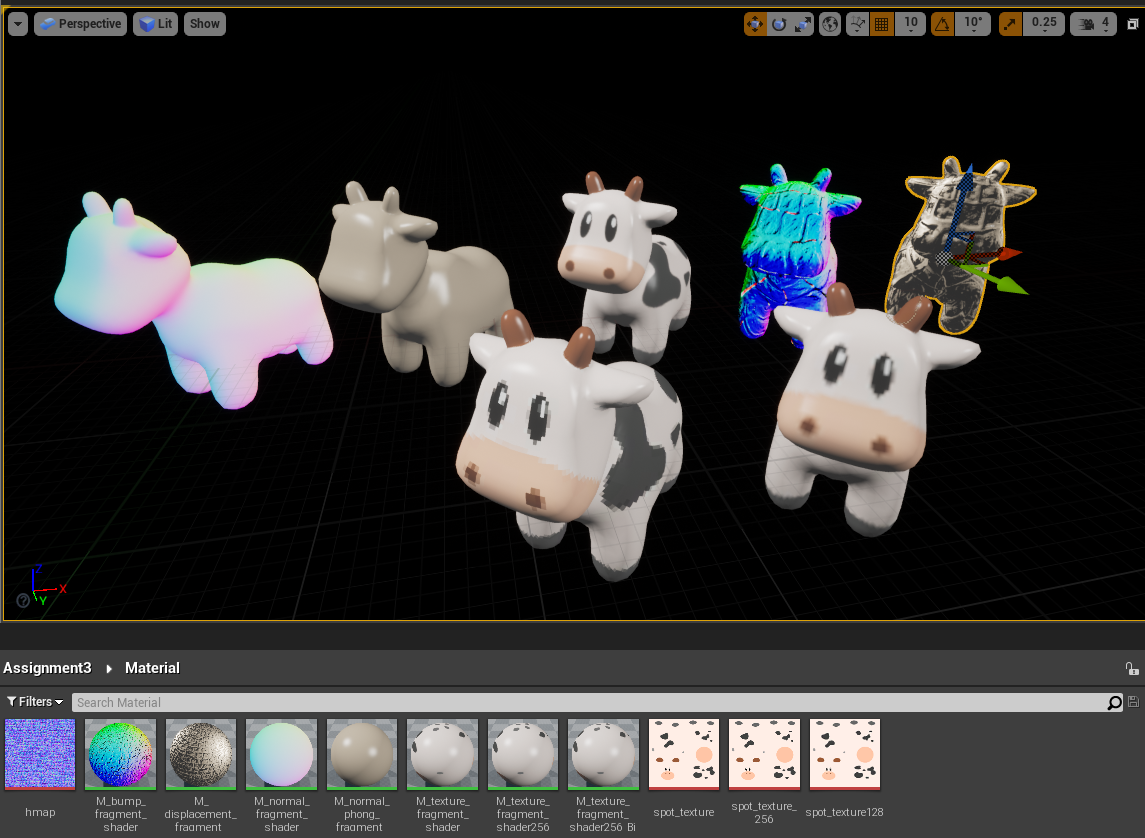 Perspective Lit Show 10 10° 0.25 4
Z
X
Y
Assignment3 Material
Filters Search Material
hmap
M_bump_
fragment_
shader
M_
displacement_
fragment
M_normal_
fragment_
shader
M_normal_
phong_
fragment
M_texture_
fragment_
shader
M_texture_
fragment_
shader256
M_texture_
fragment_
shader256_Bi
spot_texture
spot_texture_
256
spot_texture128